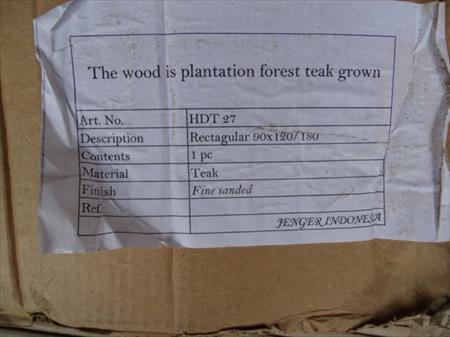 The wood is plantation forest teak grown
Art. No. HDT 27
Description Rectagular 90x120/180
Contents 1 pc
Material Teak
Finish Fine sanded
Ref.
JENGER INDONESIA